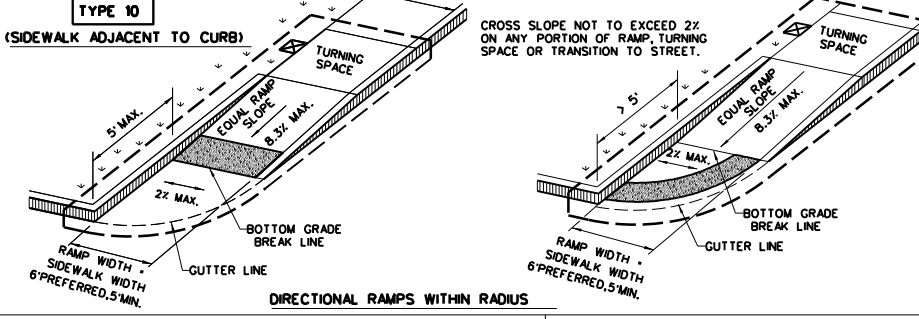 TYPE 10
(SIDEWALK ADJACENT TO CURB)
TURNING
SPACE
5' MAX.
EQUAL RAMP
SLOPE
8.3% MAX.
2% MAX.
BOTTOM GRADE
BREAK LINE
GUTTER LINE
RAMP WIDTH =
SIDEWALK WIDTH
6'PREFERRED,5'MIN.
CROSS SLOPE NOT TO EXCEED 2%
ON ANY PORTION OF RAMP, TURNING
SPACE OR TRANSITION TO STREET.
TURNING
SPACE
> 5'
EQUAL RAMP
SLOPE
8.3% MAX.
2% MAX.
BOTTOM GRADE
BREAK LINE
GUTTER LINE
RAMP WIDTH =
SIDEWALK WIDTH
6'PREFERRED,5'MIN.
DIRECTIONAL RAMPS WITHIN RADIUS